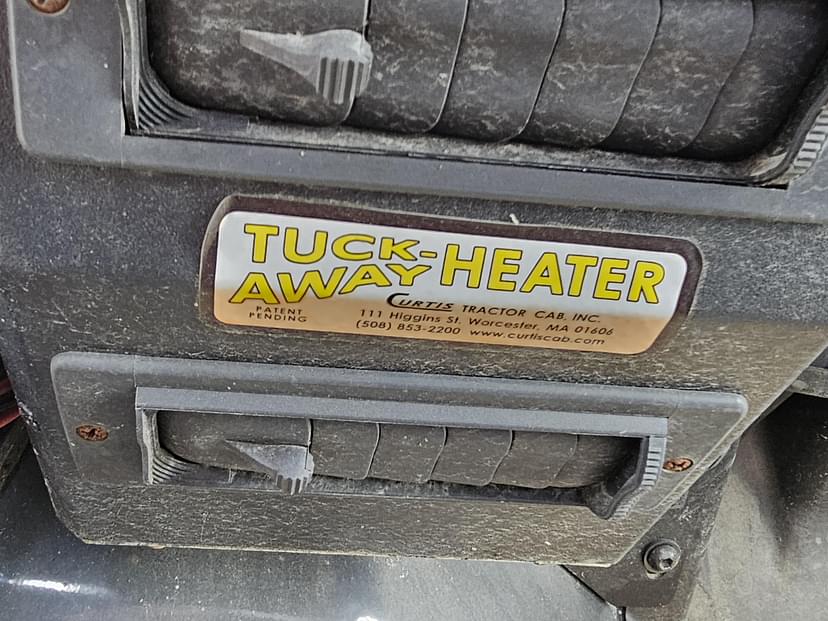 TUCK-
AWAY HEATER
PATENT
PENDING
CURTIS TRACTOR CAB, INC.
111 Higgins St, Worcester, MA 01606
(508) 853-2200 www.curtiscab.com